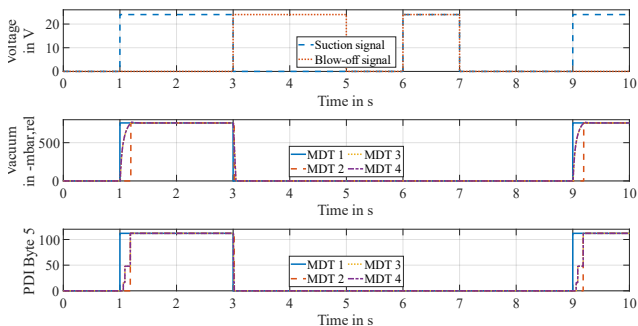 voltage
in V
20
10
0
Suction signal
Blow-off signal
0 1 2 3 4 5 6 7 8 9 10
Time in s
Vacuum
in -mbar,rel
500
0
MDT 1 MDT 3
MDT 2 MDT 4
0 1 2 3 4 5 6 7 8 9 10
Time in s
PDI Byte 5
100
50
0
MDT 1 MDT 3
MDT 2 MDT 4
0 1 2 3 4 5 6 7 8 9 10
Time in s